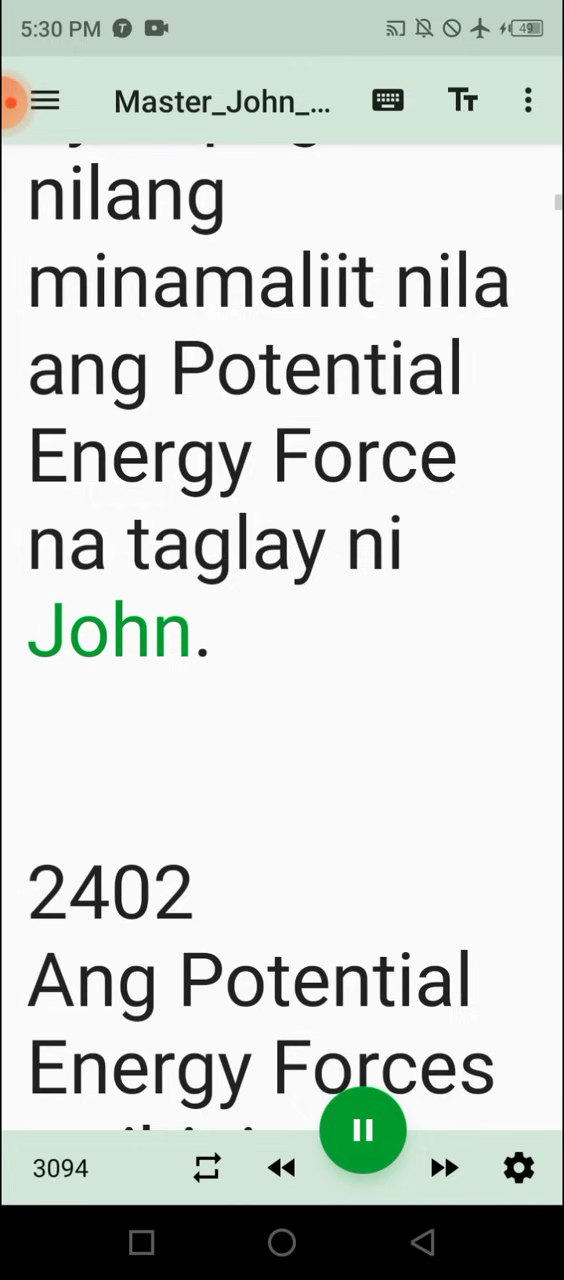 5:30 PM
49
Master_John_...
nilang
minamaliit nila
ang Potential
Energy Force
na taglay ni
John.
2402
Ang Potential
Energy Forces
3094